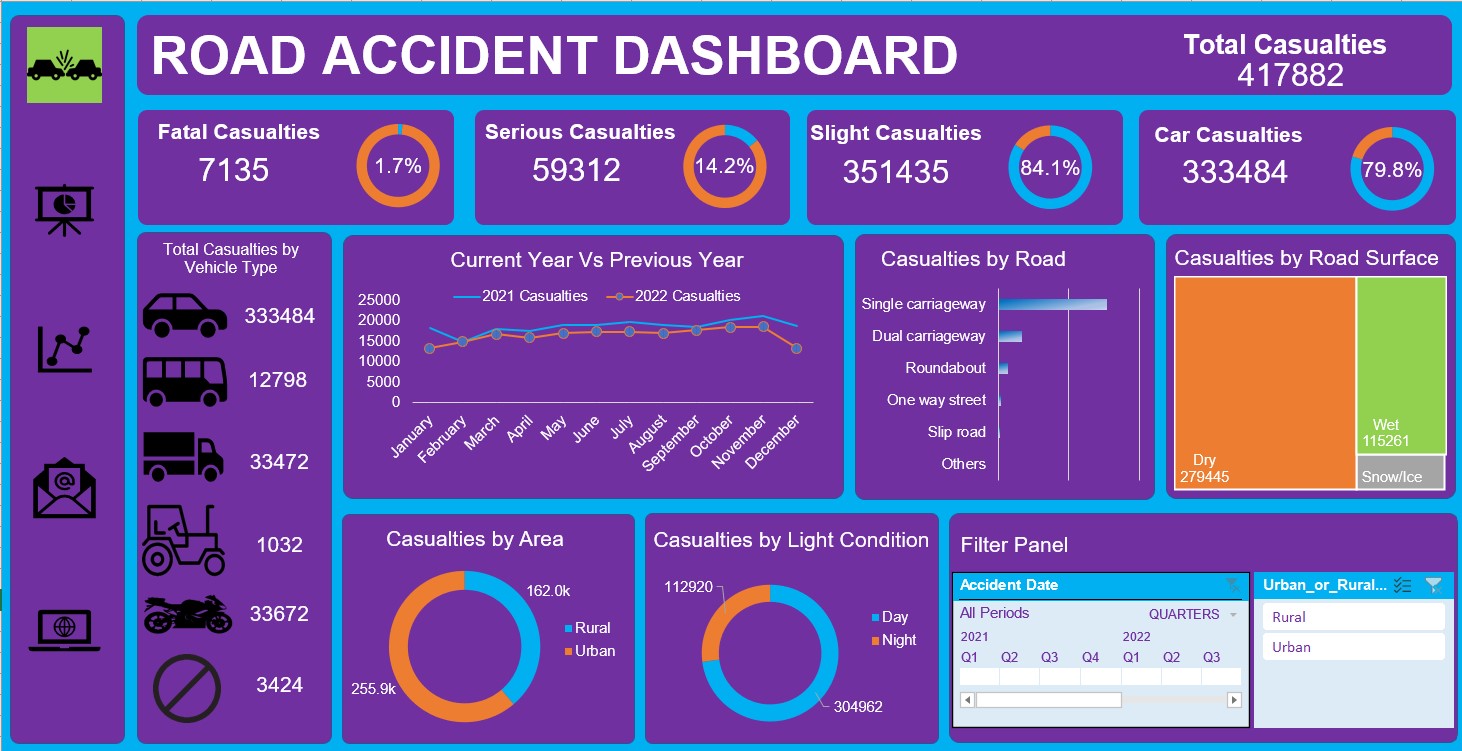 ROAD ACCIDENT DASHBOARD
Total Casualties
417882
Fatal Casualties
7135
1.7%
Serious Casualties
59312
14.2%
Slight Casualties
351435
84.1%
Car Casualties
333484
79.8%
Total Casualties by
Vehicle Type
333484
12798
33472
1032
33672
3424
Current Year Vs Previous Year
2021 Casualties
2022 Casualties
25000
20000
15000
10000
5000
0
January
February
March
April
May
June
July
August
September
October
November
December
Casualties by Road
Single carriageway
Dual carriageway
Roundabout
One way street
Slip road
Others
Casualties by Road Surface
Dry
279445
Wet
115261
Snow/Ice
Casualties by Area
162.0k
255.9k
Rural
Urban
Casualties by Light Condition
112920
304962
Day
Night
Filter Panel
Accident Date
All Periods
QUARTERS
2021 2022
Q1 Q2 Q3 Q4 Q1 Q2 Q3
Urban_or_Rural...
Rural
Urban
@